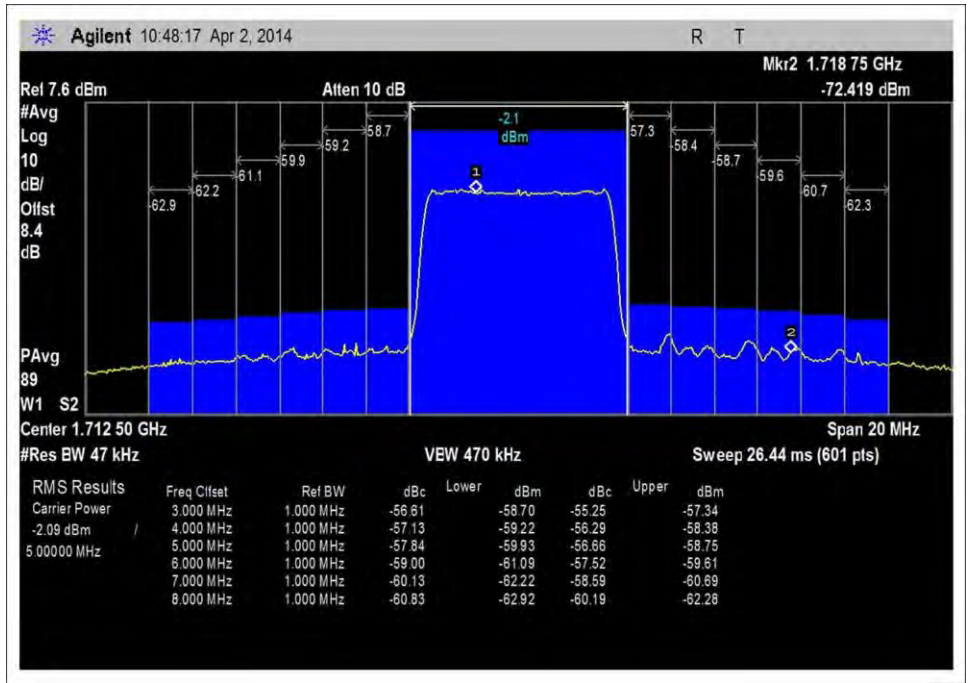 Agilent 10:48:17 Apr 2, 2014 R T
Mkr2 1.718 75 GHz
Ref 7.6 dBm Atten 10 dB -72.419 dBm
#Avg
Log
10
dB/
Offst
8.4
dB
-2.1
dBm
58.7
59.2
59.9
-61.1
-62.2
-62.9
57.3
-58.4
-58.7
-59.6
60.7
-62.3
1
2
PAvg
89
W1 S2
Center 1.712 50 GHz Span 20 MHz
#Res BW 47 kHz VBW 470 kHz Sweep 26.44 ms (601 pts)
RMS Results Freq Offset Ref BW dBc Lower dBm dBc Upper dBm
Carrier Power 3.000 MHz 1.000 MHz -56.61 -58.70 -55.25 -57.34
-2.09 dBm / 4.000 MHz 1.000 MHz -57.13 -59.22 -56.29 -58.38
5.00000 MHz 5.000 MHz 1.000 MHz -57.84 -59.93 -56.66 -58.75
6.000 MHz 1.000 MHz -59.00 -61.09 -57.52 -59.61
7.000 MHz 1.000 MHz -60.13 -62.22 -58.59 -60.69
8.000 MHz 1.000 MHz -60.83 -62.92 -60.19 -62.28